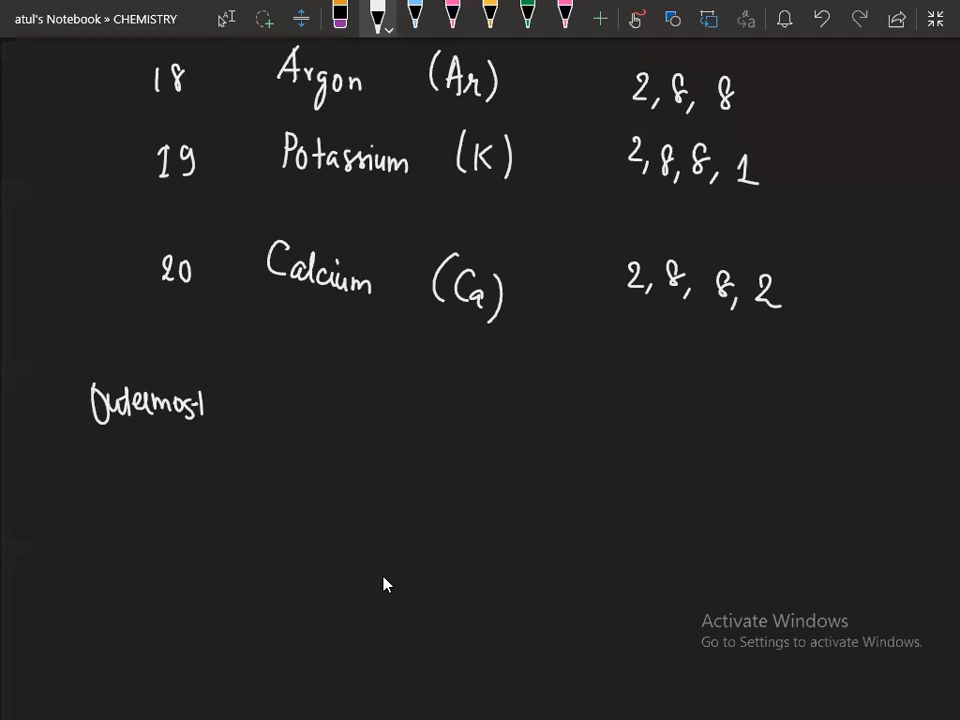 atul's Notebook » CHEMISTRY
18 Argon (Ar) 2, 8, 8
19 Potassium (K) 2, 8, 8, 1
20 Calcium (Ca) 2, 8, 8, 2
Outermost
Activate Windows
Go to Settings to activate Windows.